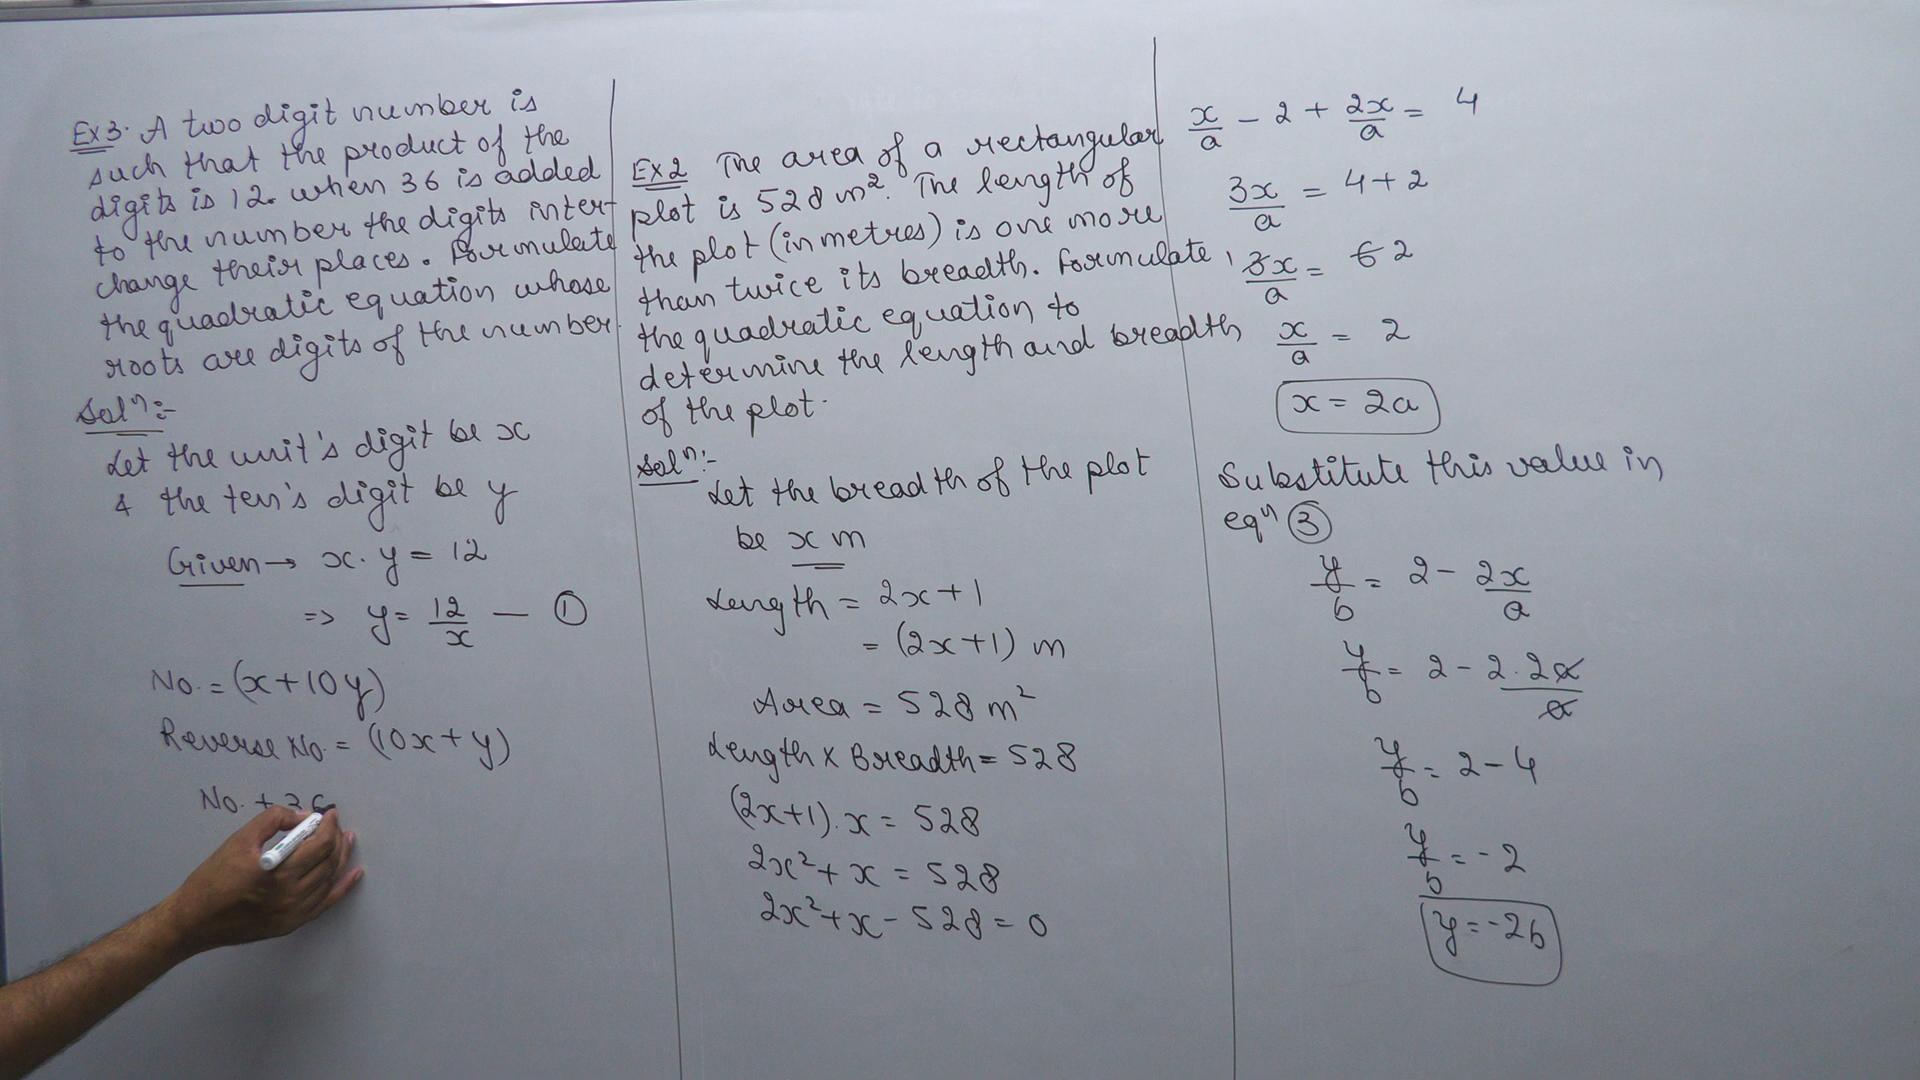 Ex3. A two digit number is
such that the product of the
digits is 12. when 36 is added
to the number the digits inter-
change their places. Formulate
the quadratic equation whose
roots are digits of the number.
Solⁿ:-
Let the unit's digit be x
& the ten's digit be y
Given → x. y = 12
=> y = 12/x — ①
No. = (x+10y)
Reverse No. = (10x+y)
No. + 36
Ex2 The area of a rectangular
plot is 528 m². The length of
the plot (in metres) is one more
than twice its breadth. Formulate
the quadratic equation to
determine the length and breadth
of the plot.
Solⁿ:-
Let the breadth of the plot
be x m
Length = 2x+1
= (2x+1) m
Area = 528 m²
Length x Breadth = 528
(2x+1).x = 528
2x²+x = 528
2x²+x-528=0
x/a - 2 + 2x/a = 4
3x/a = 4+2
1 3x/a = 6 2
x/a = 2
x = 2a
Substitute this value in
eqⁿ ③
y/b = 2 - 2x/a
y/b = 2 - 2.2a/a
y/b = 2-4
y/b = -2
y = -2b